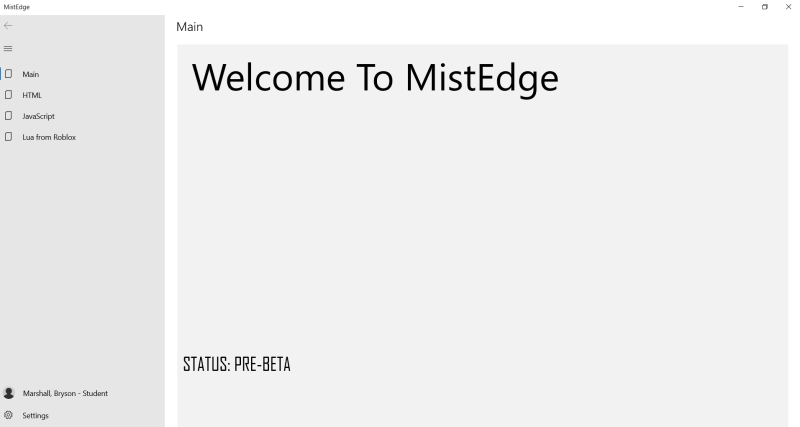 MistEdge
Main
Main
HTML
JavaScript
Lua from Roblox
Welcome To MistEdge
STATUS: PRE-BETA
Marshall, Bryson - Student
Settings